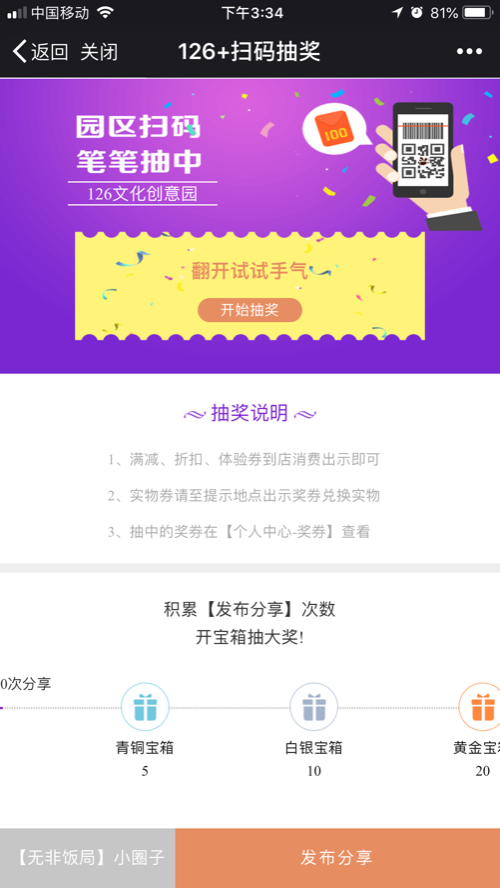 中国移动
下午3:34
81%
返回 关闭
126+扫码抽奖
园区扫码
笔笔抽中
126文化创意园
100
翻开试试手气
开始抽奖
抽奖说明
1、满减、折扣、体验券到店消费出示即可
2、实物券请至提示地点出示奖券兑换实物
3、抽中的奖券在【个人中心-奖券】查看
积累【发布分享】次数
开宝箱抽大奖!
0次分享
青铜宝箱
5
白银宝箱
10
黄金宝箱
20
【无非饭局】小圈子
发布分享